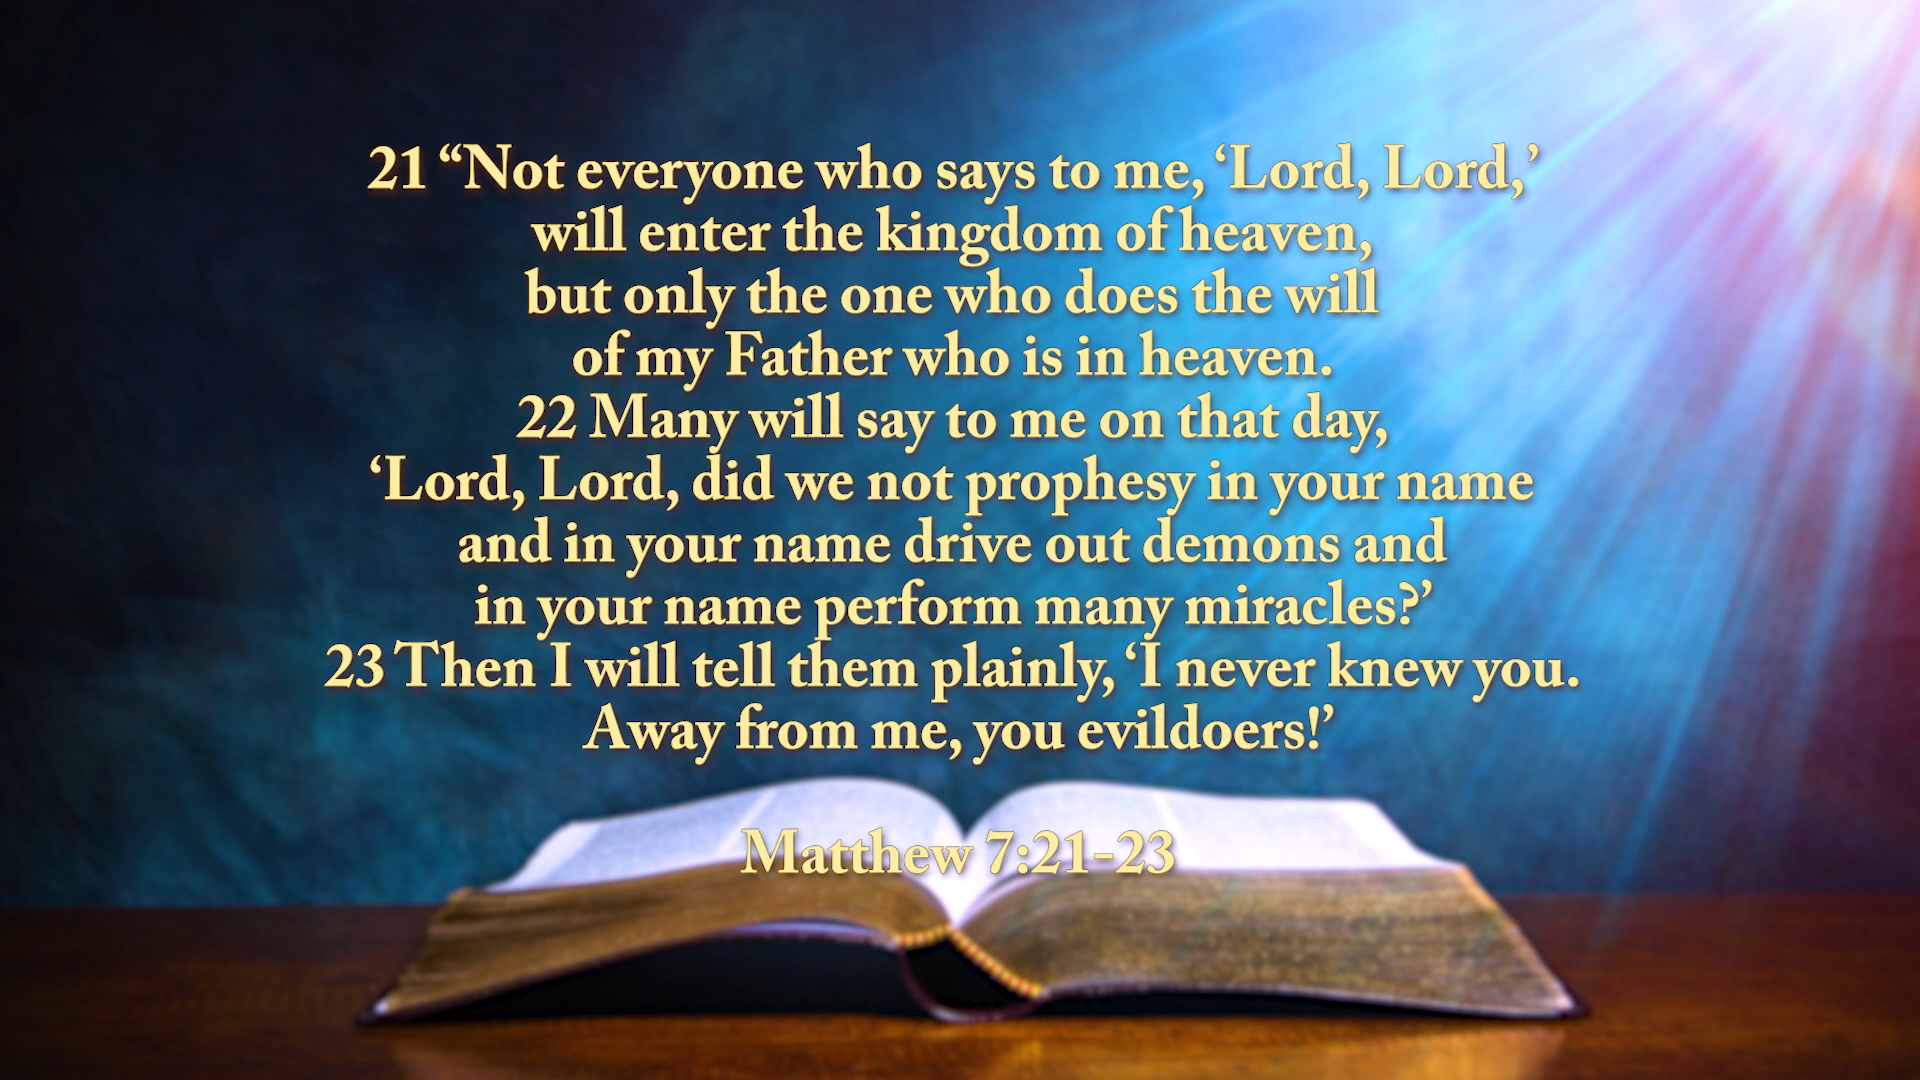 21 “Not everyone who says to me, ‘Lord, Lord,’
will enter the kingdom of heaven,
but only the one who does the will
of my Father who is in heaven.
22 Many will say to me on that day,
‘Lord, Lord, did we not prophesy in your name
and in your name drive out demons and
in your name perform many miracles?’
23 Then I will tell them plainly, ‘I never knew you.
Away from me, you evildoers!’
Matthew 7:21-23